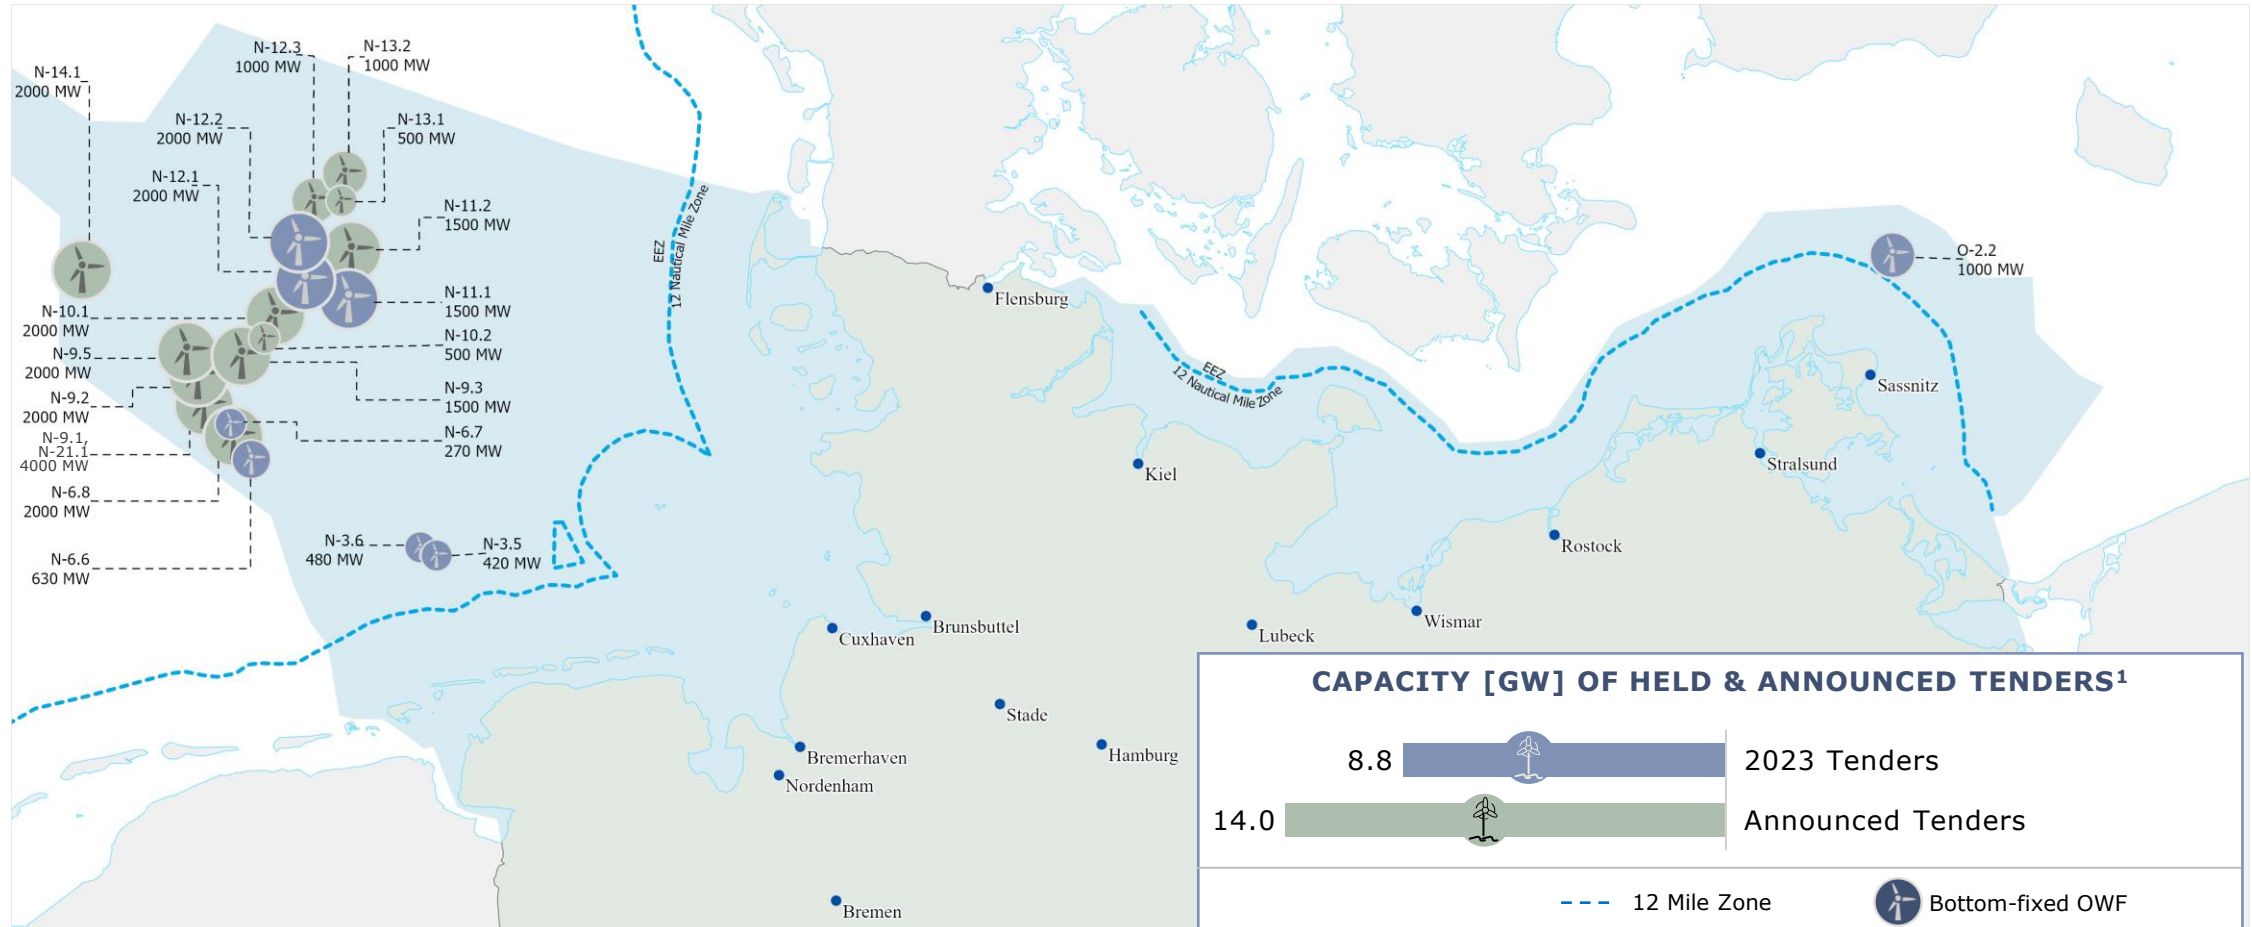 N-12.3
1000 MW
N-13.2
1000 MW
N-14.1
2000 MW
N-12.2
2000 MW
N-13.1
500 MW
N-12.1
2000 MW
N-11.2
1500 MW
EEZ
12 Nautical Mile Zone
O-2.2
1000 MW
N-11.1
1500 MW
Flensburg
N-10.1
2000 MW
N-10.2
500 MW
N-9.5
2000 MW
EEZ
12 Nautical Mile Zone
Sassnitz
N-9.3
1500 MW
N-9.2
2000 MW
N-6.7
270 MW
N-9.1,
N-21.1
4000 MW
Stralsund
Kiel
N-6.8
2000 MW
N-3.6
480 MW
N-3.5
420 MW
Rostock
N-6.6
630 MW
Cuxhaven
Brunsbuttel
Lubeck
Wismar
Stade
Hamburg
Bremerhaven
Nordenham
Bremen
CAPACITY [GW] OF HELD & ANNOUNCED TENDERS¹
8.8 2023 Tenders
14.0 Announced Tenders
12 Mile Zone
Bottom-fixed OWF